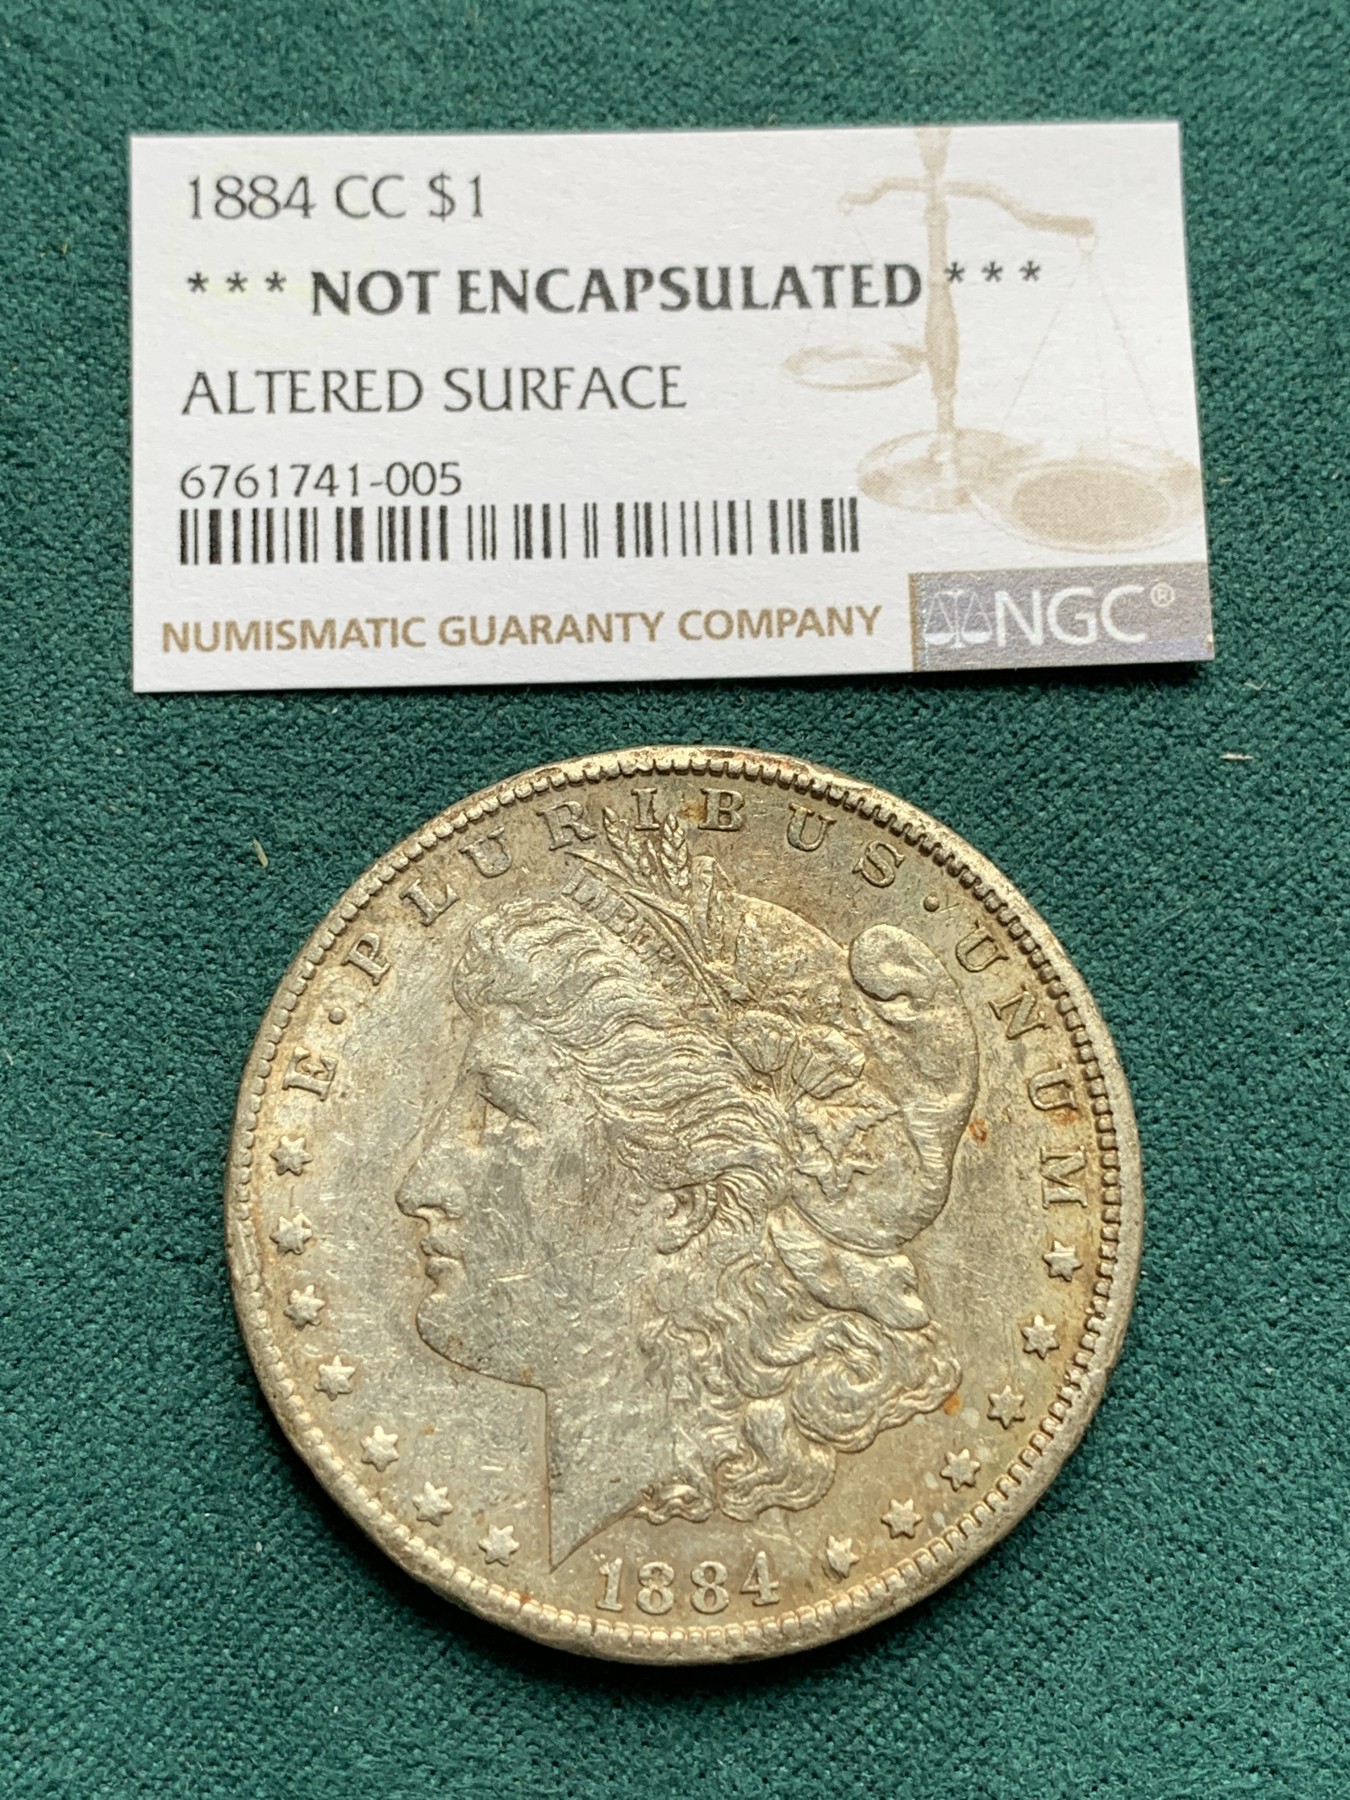 1884 CC $1
* * * NOT ENCAPSULATED * * *
ALTERED SURFACE
6761741-005
NUMISMATIC GUARANTY COMPANY
NGC®
E · PLURIBUS · UNUM
LIBERTY
1884